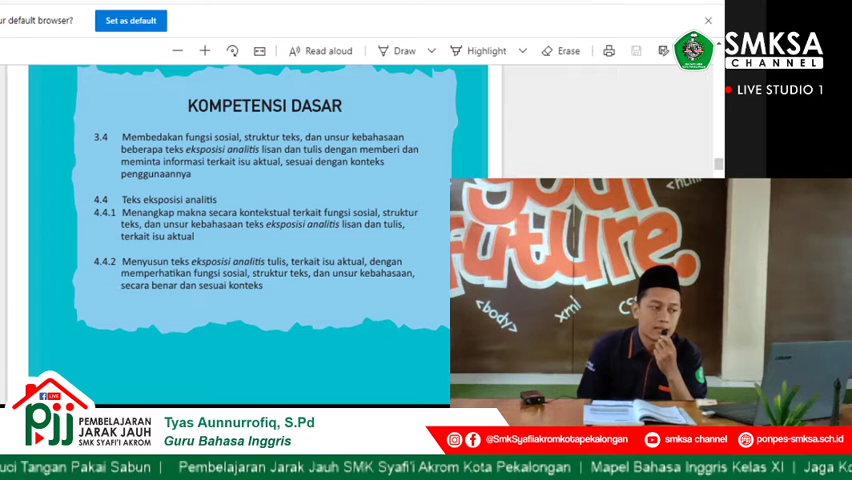 ur default browser?
Set as default
Read aloud
Draw
Highlight
Erase
SMKSA
CHANNEL
LIVE STUDIO 1
KOMPETENSI DASAR
3.4 Membedakan fungsi sosial, struktur teks, dan unsur kebahasaan
beberapa teks eksposisi analitis lisan dan tulis dengan memberi dan
meminta informasi terkait isu aktual, sesuai dengan konteks
penggunaannya
4.4 Teks eksposisi analitis
4.4.1 Menangkap makna secara kontekstual terkait fungsi sosial, struktur
teks, dan unsur kebahasaan teks eksposisi analitis lisan dan tulis,
terkait isu aktual
4.4.2 Menyusun teks eksposisi analitis tulis, terkait isu aktual, dengan
memperhatikan fungsi sosial, struktur teks, dan unsur kebahasaan,
secara benar dan sesuai konteks
your
future.
<html
<body>
xml
CS
LIVE
pjj
PEMBELAJARAN
JARAK JAUH
SMK SYAFI'I AKROM
Tyas Aunnurrofiq, S.Pd
Guru Bahasa Inggris
@SmkSyafiiakromkotapekalongan
smksa channel
ponpes-smksa.sch.id
uci Tangan Pakai Sabun | Pembelajaran Jarak Jauh SMK Syafi'i Akrom Kota Pekalongan | Mapel Bahasa Inggris Kelas XI | Jaga Ko